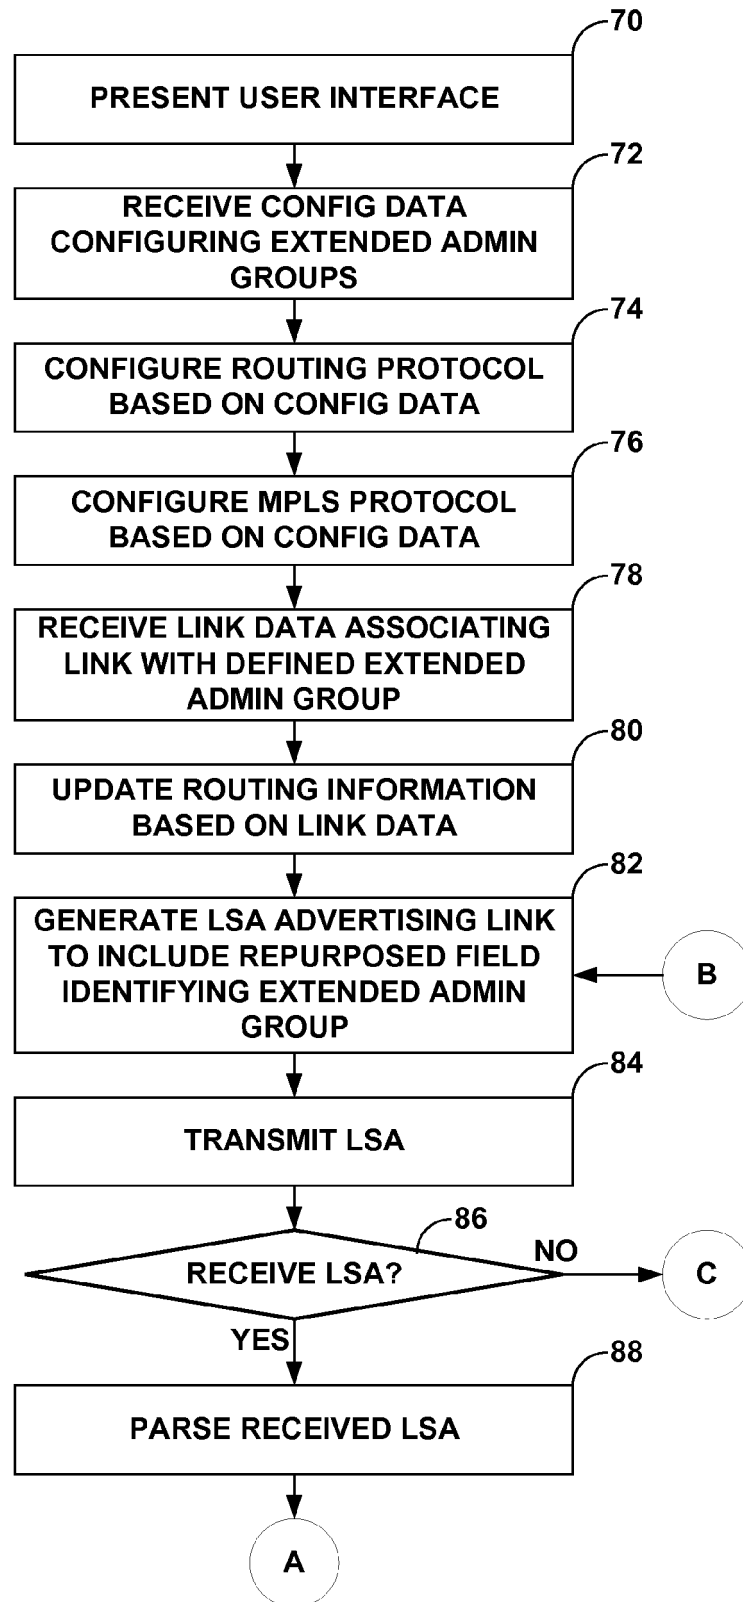 70
PRESENT USER INTERFACE
72
RECEIVE CONFIG DATA
CONFIGURING EXTENDED ADMIN
GROUPS
74
CONFIGURE ROUTING PROTOCOL
BASED ON CONFIG DATA
76
CONFIGURE MPLS PROTOCOL
BASED ON CONFIG DATA
78
RECEIVE LINK DATA ASSOCIATING
LINK WITH DEFINED EXTENDED
ADMIN GROUP
80
UPDATE ROUTING INFORMATION
BASED ON LINK DATA
82
GENERATE LSA ADVERTISING LINK
TO INCLUDE REPURPOSED FIELD
IDENTIFYING EXTENDED ADMIN
GROUP
B
84
TRANSMIT LSA
86
RECEIVE LSA?
NO
C
YES
88
PARSE RECEIVED LSA
A